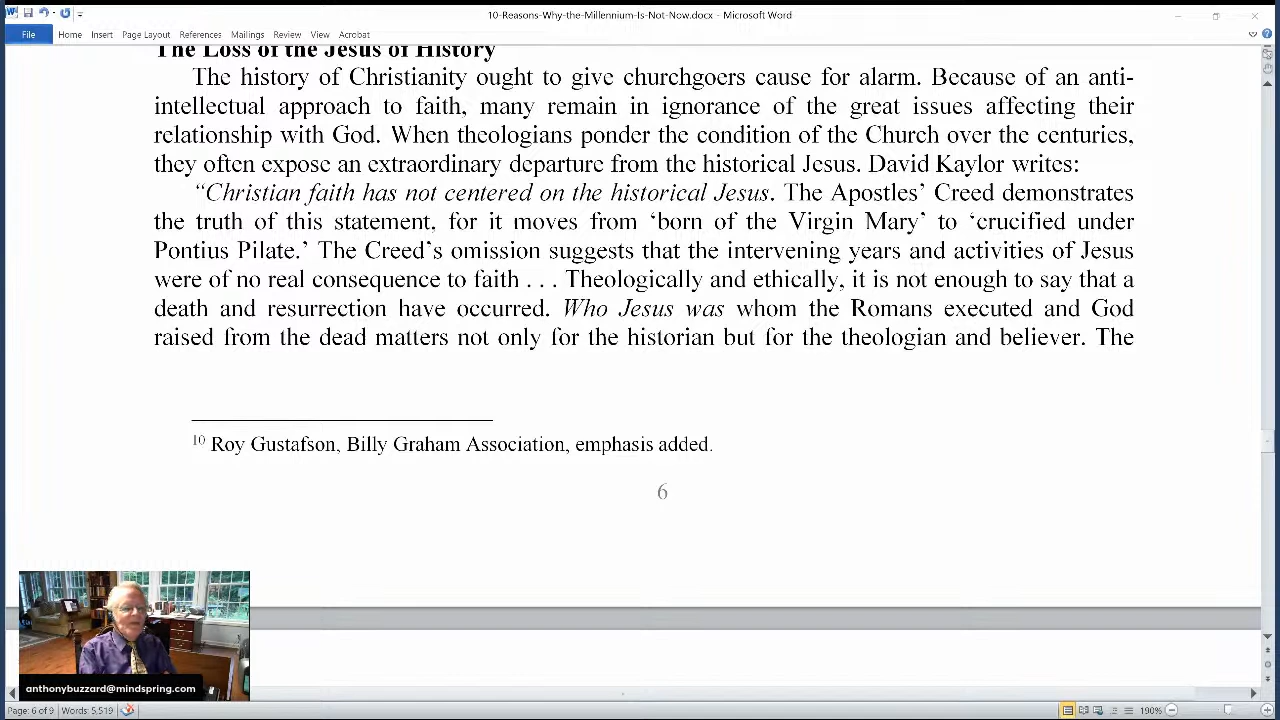 10-Reasons-Why-the-Millennium-Is-Not-Now.docx - Microsoft Word
File Home Insert Page Layout References Mailings Review View Acrobat
The Loss of the Jesus of History
The history of Christianity ought to give churchgoers cause for alarm. Because of an anti-
intellectual approach to faith, many remain in ignorance of the great issues affecting their
relationship with God. When theologians ponder the condition of the Church over the centuries,
they often expose an extraordinary departure from the historical Jesus. David Kaylor writes:
“Christian faith has not centered on the historical Jesus. The Apostles’ Creed demonstrates
the truth of this statement, for it moves from ‘born of the Virgin Mary’ to ‘crucified under
Pontius Pilate.’ The Creed’s omission suggests that the intervening years and activities of Jesus
were of no real consequence to faith . . . Theologically and ethically, it is not enough to say that a
death and resurrection have occurred. Who Jesus was whom the Romans executed and God
raised from the dead matters not only for the historian but for the theologian and believer. The
10 Roy Gustafson, Billy Graham Association, emphasis added.
6
anthonybuzzard@mindspring.com
Page: 6 of 9 Words: 5,519 190%